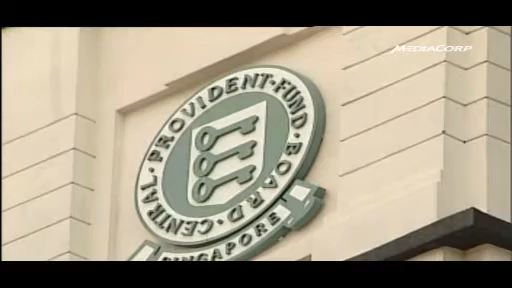 MEDIACORP
CENTRAL · PROVIDENT · FUND · BOARD ·
SINGAPORE